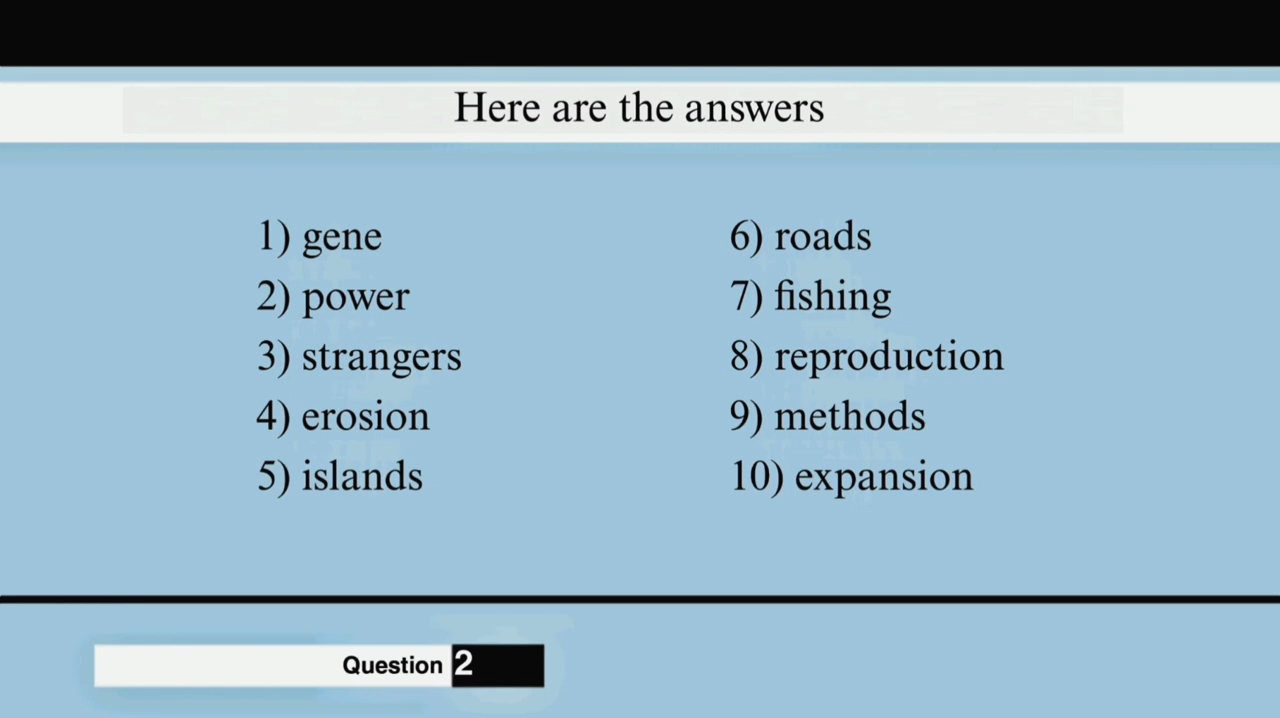 Here are the answers
1) gene
2) power
3) strangers
4) erosion
5) islands
6) roads
7) fishing
8) reproduction
9) methods
10) expansion
Question 2